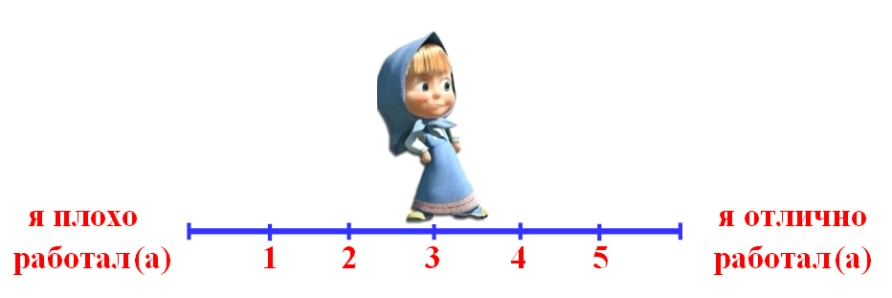 я плохо
работал(а)
1 2 3 4 5
я отлично
работал(а)